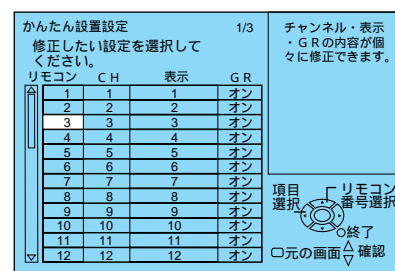 かんたん設置設定 1/3
修正したい設定を選択して
ください。
リモコン CH 表示 GR
1 1 1 オン
2 2 2 オン
3 3 3 オン
4 4 4 オン
5 5 5 オン
6 6 6 オン
7 7 7 オン
8 8 8 オン
9 9 9 オン
10 10 10 オン
11 11 11 オン
12 12 12 オン
チャンネル・表示
・GRの内容が個
々に修正できます。
項目
選択
リモコン
番号選択
終了
元の画面 確認